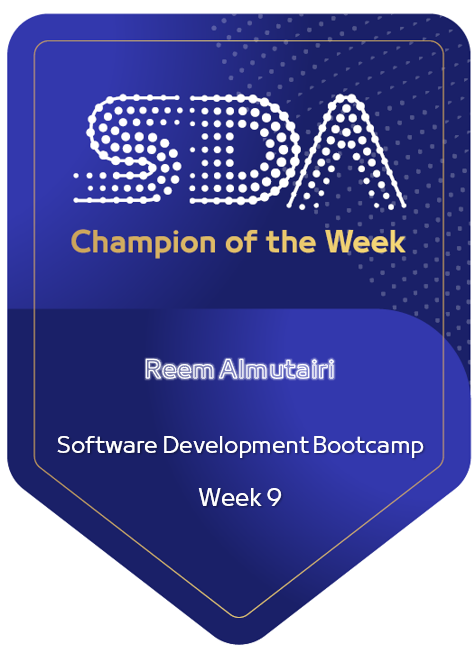 SDA
Champion of the Week
Reem Almutairi
Software Development Bootcamp
Week 9